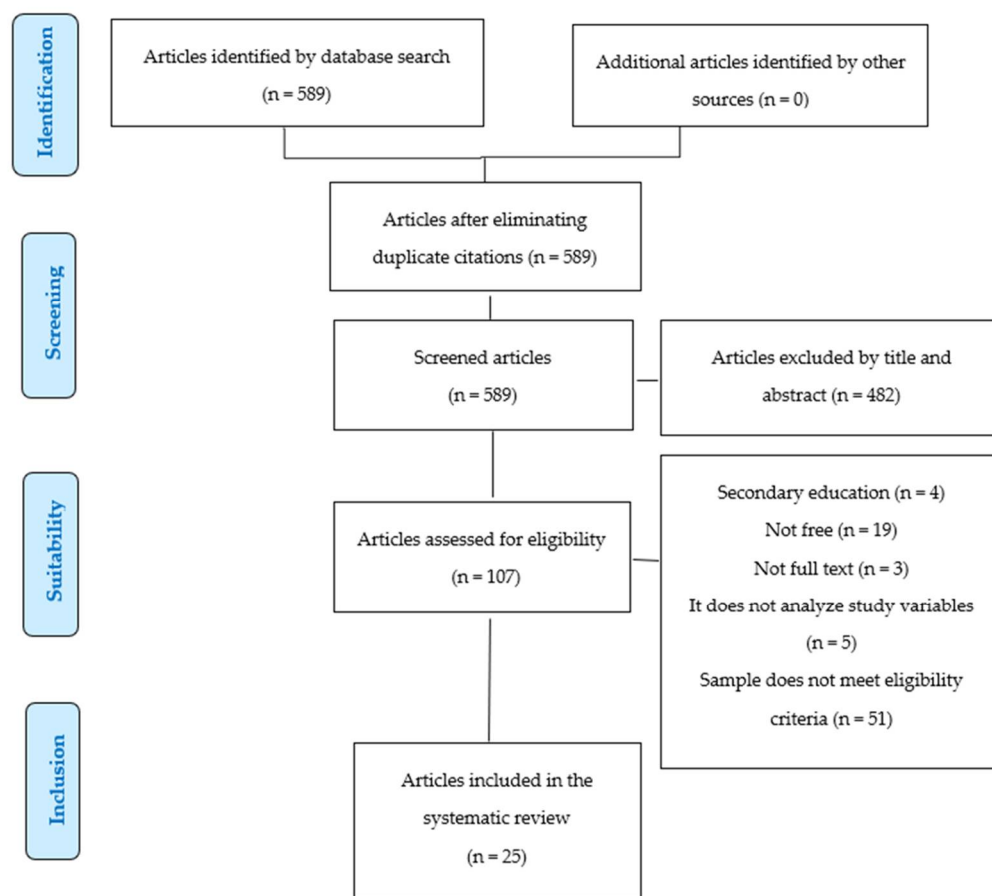 Identification
Articles identified by database search
(n = 589)
Additional articles identified by other
sources (n = 0)
Articles after eliminating
duplicate citations (n = 589)
Screening
Screened articles
(n = 589)
Articles excluded by title and
abstract (n = 482)
Suitability
Articles assessed for eligibility
(n = 107)
Secondary education (n = 4)
Not free (n = 19)
Not full text (n = 3)
It does not analyze study variables
(n = 5)
Sample does not meet eligibility
criteria (n = 51)
Inclusion
Articles included in the
systematic review
(n = 25)